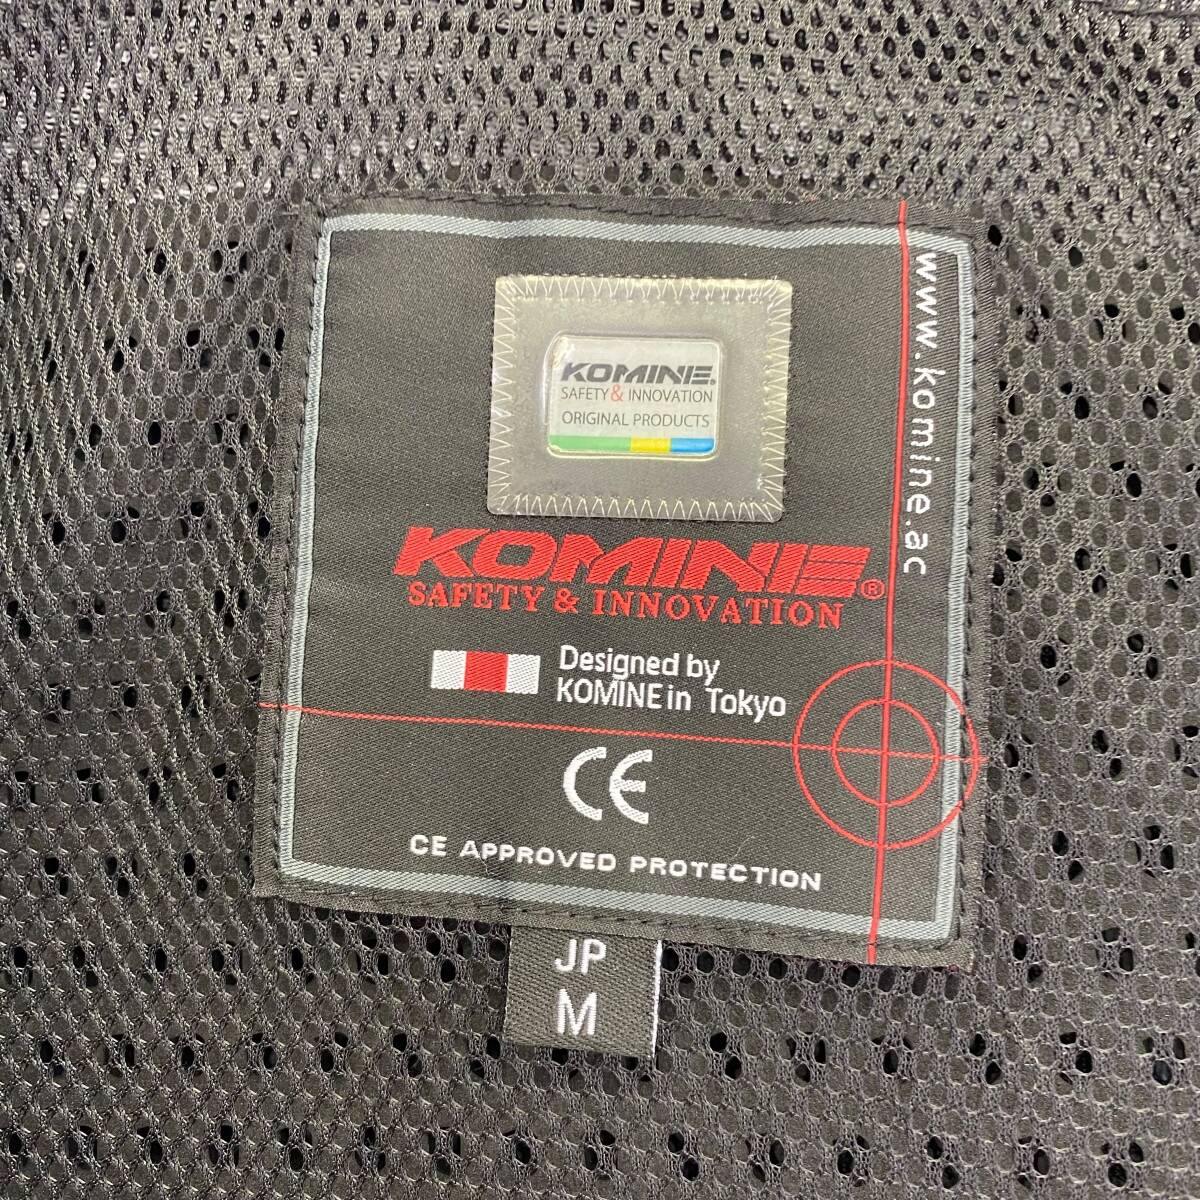 KOMINE®
SAFETY & INNOVATION
ORIGINAL PRODUCTS
www.komine.ac
KOMINE®
SAFETY & INNOVATION
Designed by
KOMINE in Tokyo
CE
CE APPROVED PROTECTION
JP
M